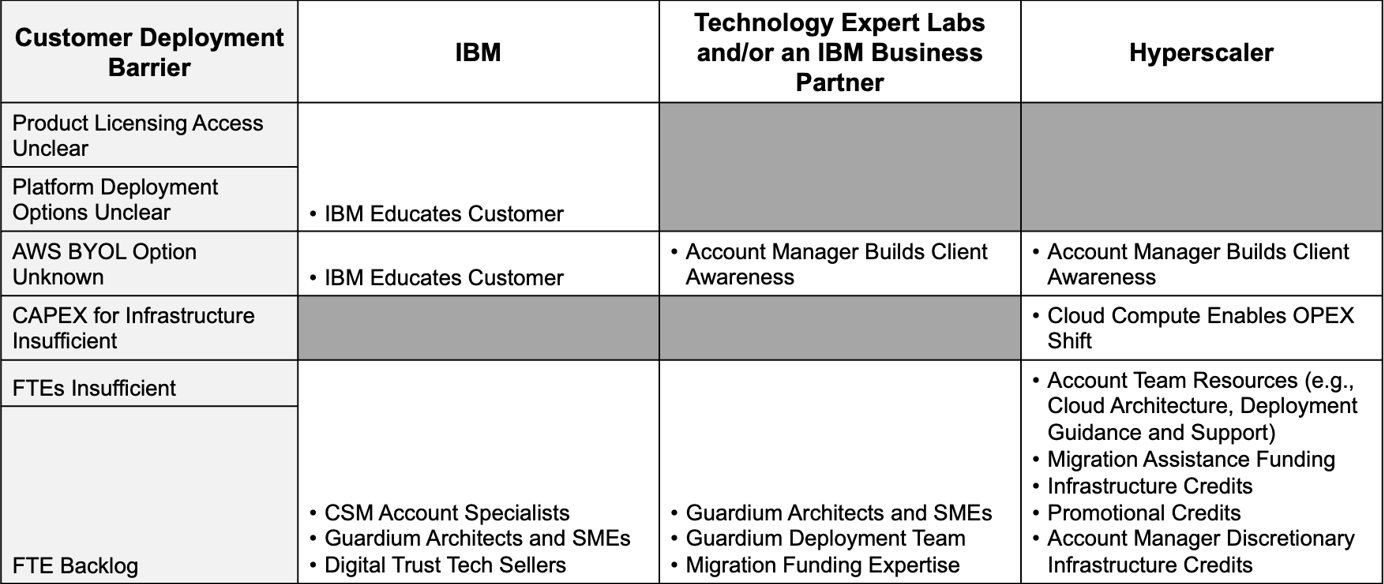 Customer Deployment
Barrier
IBM
Technology Expert Labs
and/or an IBM Business
Partner
Hyperscaler
Product Licensing Access
Unclear
Platform Deployment
Options Unclear
• IBM Educates Customer
AWS BYOL Option
Unknown
• IBM Educates Customer
• Account Manager Builds Client
Awareness
• Account Manager Builds Client
Awareness
CAPEX for Infrastructure
Insufficient
• Cloud Compute Enables OPEX
Shift
FTEs Insufficient
FTE Backlog
• CSM Account Specialists
• Guardium Architects and SMEs
• Digital Trust Tech Sellers
• Guardium Architects and SMEs
• Guardium Deployment Team
• Migration Funding Expertise
• Account Team Resources (e.g.,
Cloud Architecture, Deployment
Guidance and Support)
• Migration Assistance Funding
• Infrastructure Credits
• Promotional Credits
• Account Manager Discretionary
Infrastructure Credits